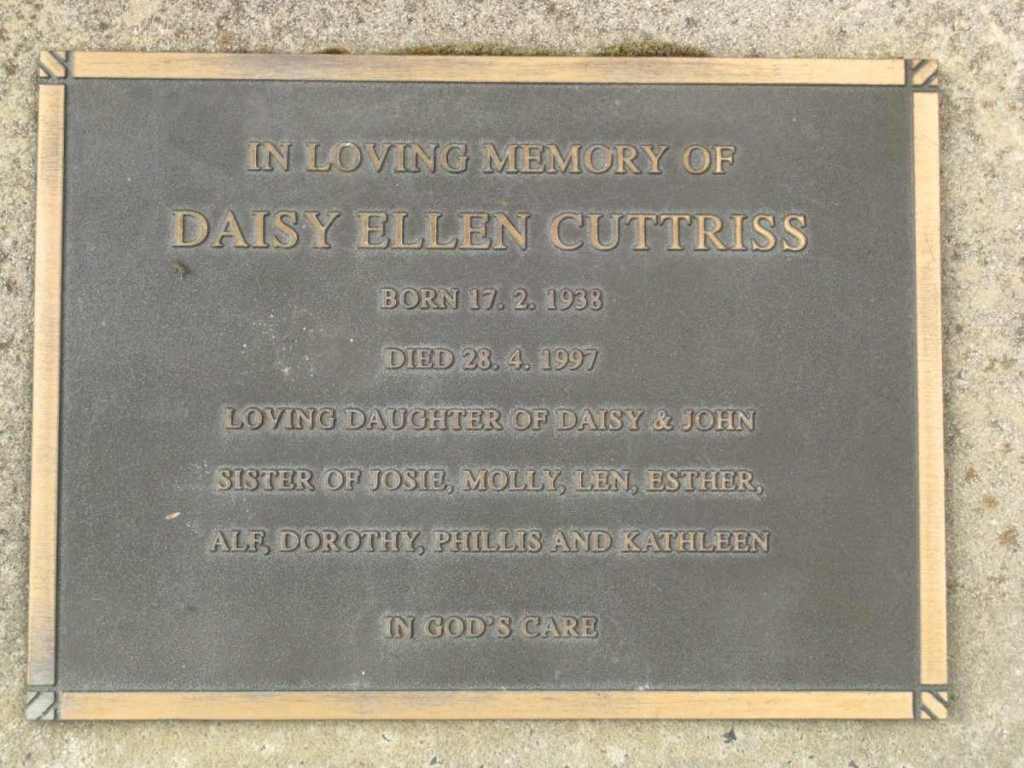 IN LOVING MEMORY OF
DAISY ELLEN CUTTRISS
BORN 17. 2. 1938
DIED 28. 4. 1997
LOVING DAUGHTER OF DAISY & JOHN
SISTER OF JOSIE, MOLLY, LEN, ESTHER,
ALF, DOROTHY, PHILLIS AND KATHLEEN
IN GOD'S CARE